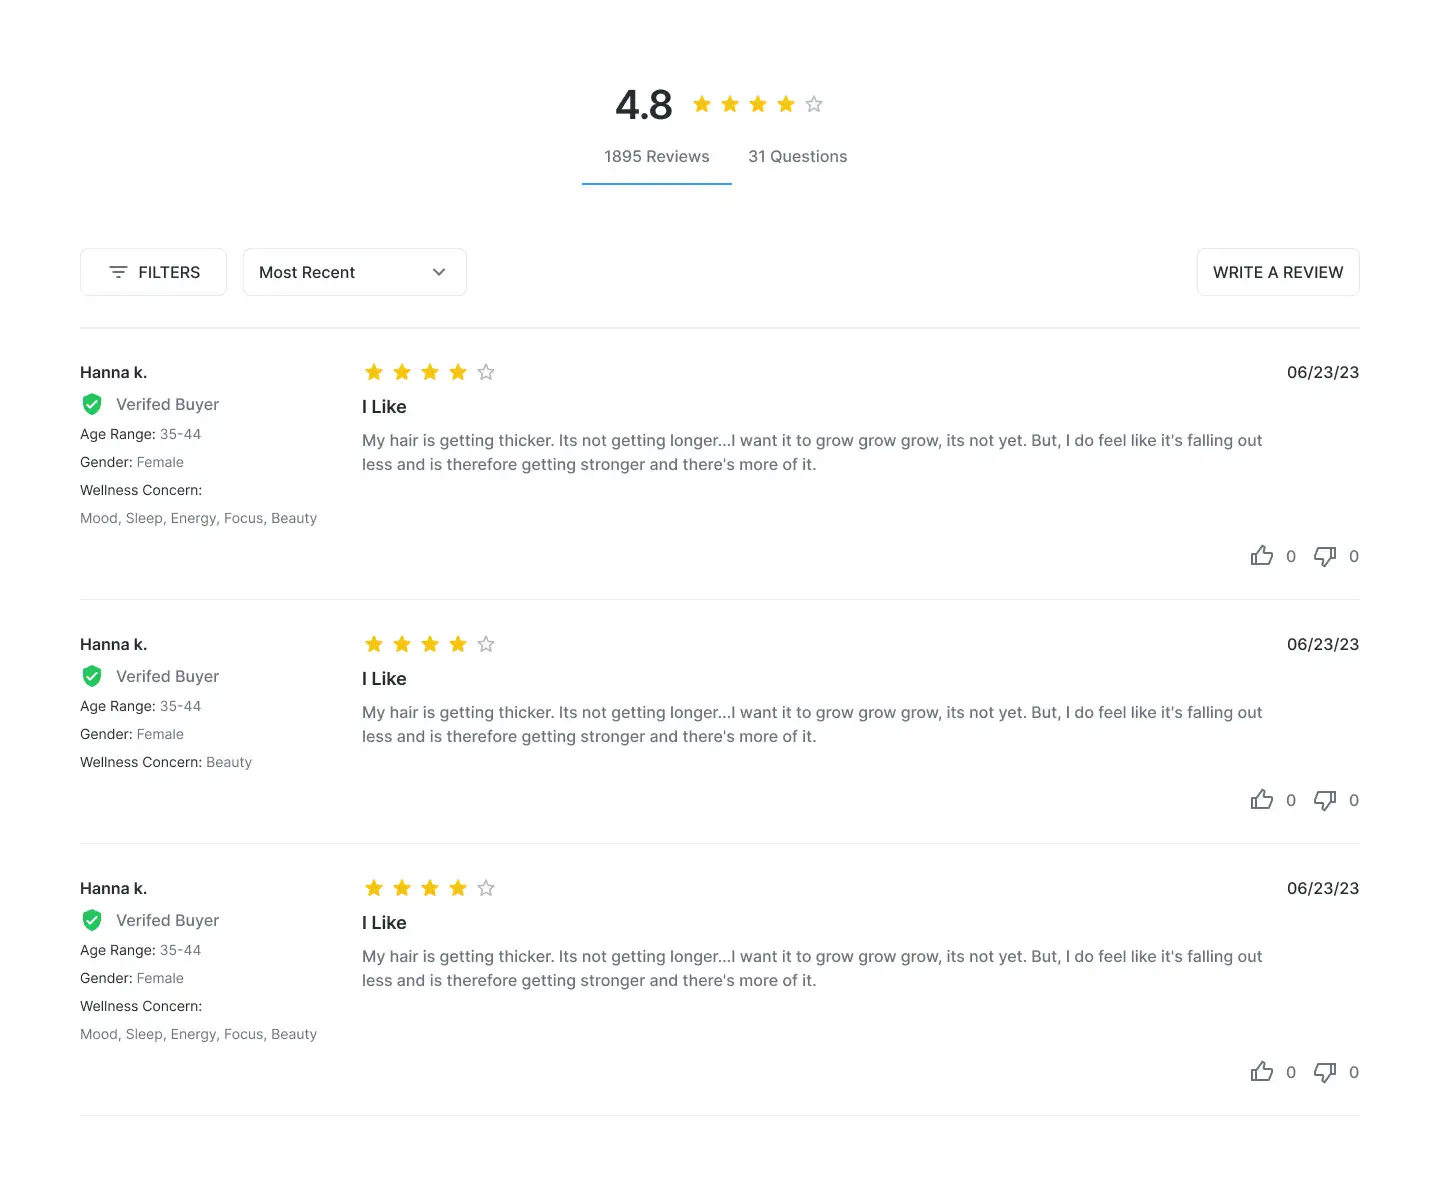 4.8
1895 Reviews
31 Questions
FILTERS
Most Recent
WRITE A REVIEW
Hanna k.
06/23/23
Verifed Buyer
I Like
Age Range: 35-44
My hair is getting thicker. Its not getting longer...I want it to grow grow grow, its not yet. But, I do feel like it's falling out
less and is therefore getting stronger and there's more of it.
Gender: Female
Wellness Concern:
Mood, Sleep, Energy, Focus, Beauty
0
0
Hanna k.
06/23/23
Verifed Buyer
I Like
Age Range: 35-44
My hair is getting thicker. Its not getting longer...I want it to grow grow grow, its not yet. But, I do feel like it's falling out
less and is therefore getting stronger and there's more of it.
Gender: Female
Wellness Concern: Beauty
0
0
Hanna k.
06/23/23
Verifed Buyer
I Like
Age Range: 35-44
My hair is getting thicker. Its not getting longer...I want it to grow grow grow, its not yet. But, I do feel like it's falling out
less and is therefore getting stronger and there's more of it.
Gender: Female
Wellness Concern:
Mood, Sleep, Energy, Focus, Beauty
0
0